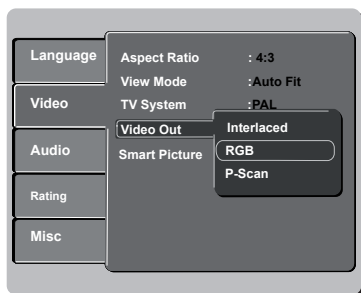 Language
Video
Audio
Rating
Misc
Aspect Ratio : 4:3
View Mode :Auto Fit
TV System :PAL
Video Out
Smart Picture
Interlaced
RGB
P-Scan